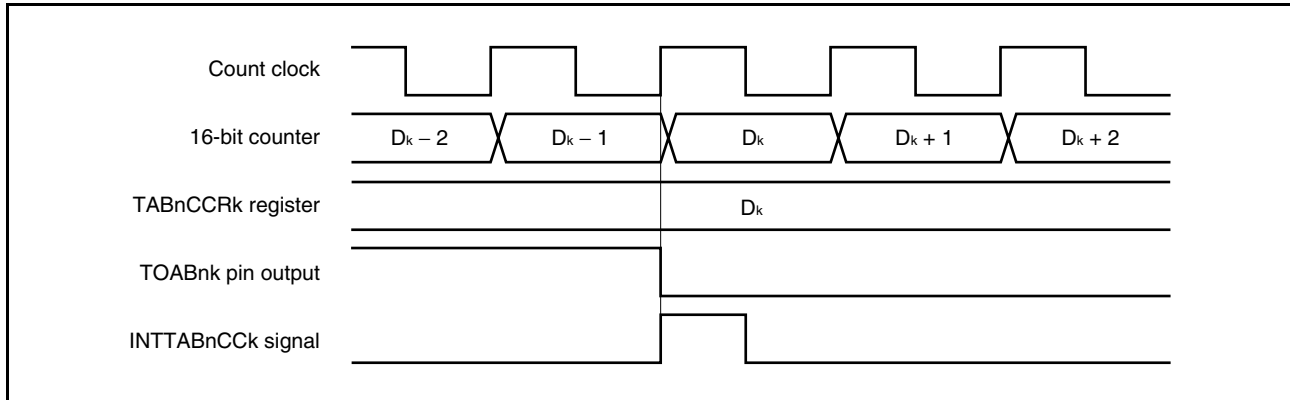 Count clock
16-bit counter
Dk − 2
Dk − 1
Dk
Dk + 1
Dk + 2
TABnCCRk register
Dk
TOABnk pin output
INTTABnCCk signal